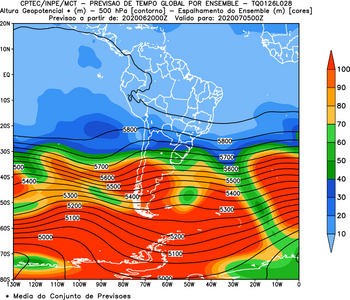 CPTEC/INPE/MCT - PREVISAO DE TEMPO GLOBAL POR ENSEMBLE - TQ0126L028
Altura Geopotencial * (m) - 500 hPa [contorno] - Espalhamento do Ensemble (m) [cores]
Previsao a partir de: 2020062000Z Valido para: 2020070500Z
20N
10N
EQ
10S
20S
30S
40S
50S
60S
70S
80S
130W 120W 110W 100W 90W 80W 70W 60W 50W 40W 30W 20W 10W 0
5800
5800
5700
5700
5600
5600
5500
5500
5500
5400
5400
5400
5300
5300
5200
5200
5100
5100
5000
5000
100
90
80
70
60
50
40
30
20
10
* Media do Conjunto de Previsoes